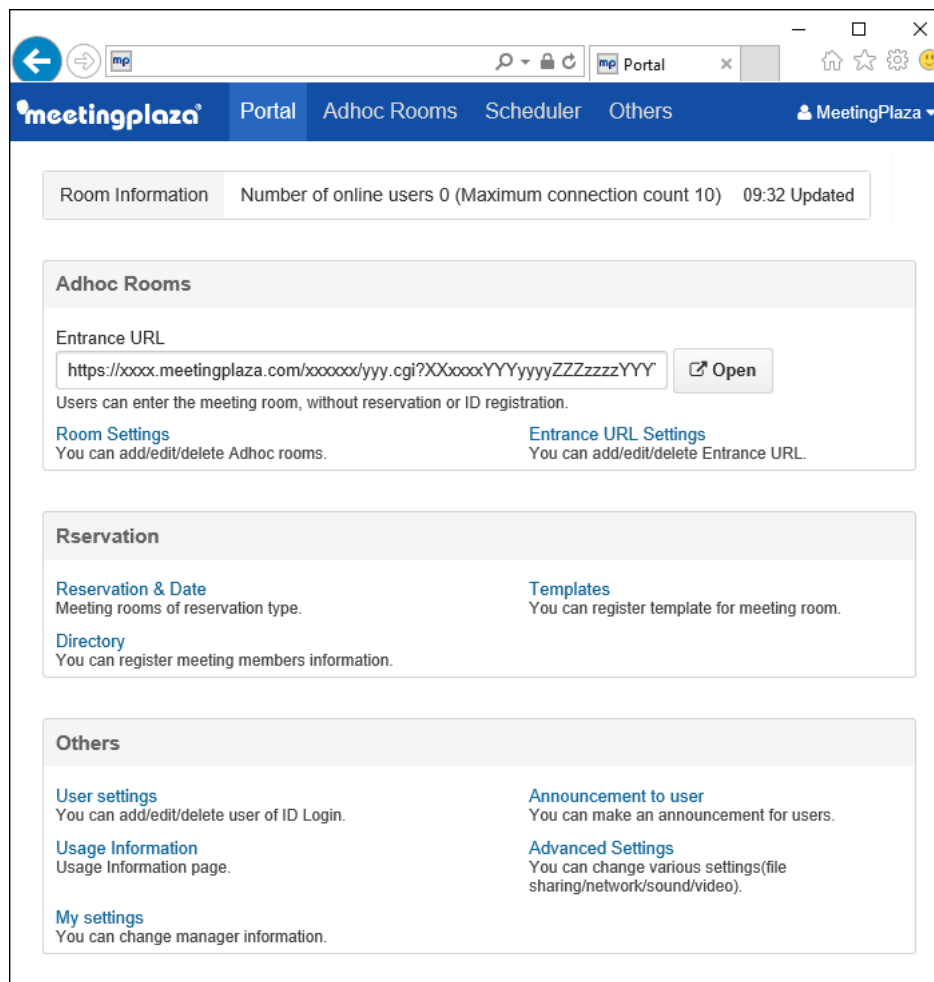 mp
mp Portal
meetingplaza® Portal Adhoc Rooms Scheduler Others MeetingPlaza
Room Information Number of online users 0 (Maximum connection count 10) 09:32 Updated
Adhoc Rooms
Entrance URL
https://xxxx.meetingplaza.com/xxxxxx/yyy.cgi?XXxxxxYYYyyyyZZZzzzzYYY Open
Users can enter the meeting room, without reservation or ID registration.
Room Settings
You can add/edit/delete Adhoc rooms.
Entrance URL Settings
You can add/edit/delete Entrance URL.
Rservation
Reservation & Date
Meeting rooms of reservation type.
Templates
You can register template for meeting room.
Directory
You can register meeting members information.
Others
User settings
You can add/edit/delete user of ID Login.
Announcement to user
You can make an announcement for users.
Usage Information
Usage Information page.
Advanced Settings
You can change various settings(file
sharing/network/sound/video).
My settings
You can change manager information.